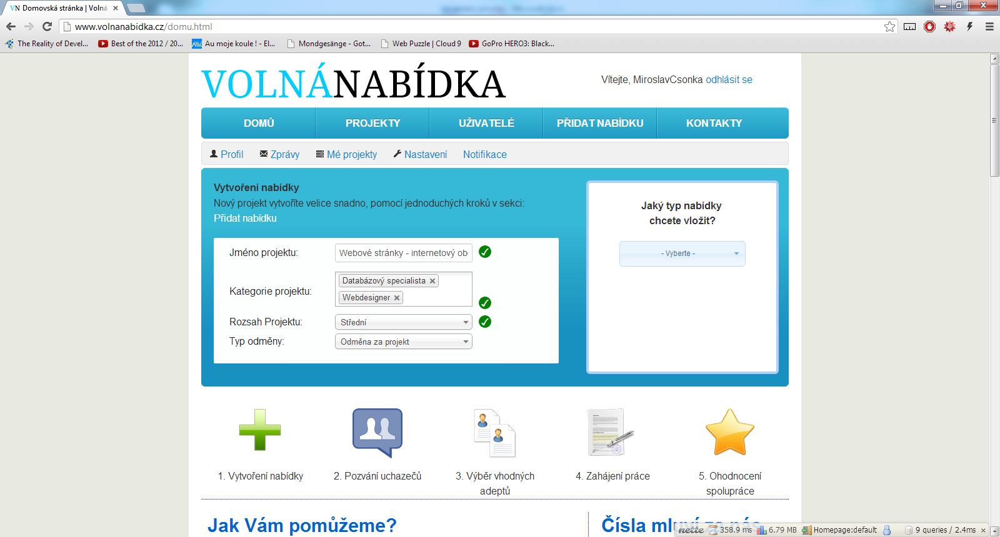 VN Domovská stránka | Volná
www.volnanabidka.cz/domu.html
The Reality of Devel...
Best of the 2012 / 20...
Au moje koule ! - El...
Mondgesänge - Got...
Web Puzzle | Cloud 9
GoPro HERO3: Black...
VOLNÁNABÍDKA
Vítejte, MiroslavCsonka odhlásit se
DOMŮ
PROJEKTY
UŽIVATELÉ
PŘIDAT NABÍDKU
KONTAKTY
Profil
Zprávy
Mé projekty
Nastavení
Notifikace
Vytvoření nabidky
Nový projekt vytvoříte velice snadno, pomocí jednoduchých kroků v sekci:
Přidat nabídku
Jméno projektu:
Webové stránky - internetový ob
Kategorie projektu:
Databázový specialista
Webdesigner
Rozsah Projektu:
Střední
Typ odměny:
Odměna za projekt
Jaký typ nabídky
chcete vložit?
- Vyberte -
1. Vytvoření nabídky
2. Pozvání uchazečů
3. Výběr vhodných
adeptů
4. Zahájení práce
5. Ohodnocení
spolupráce
Jak Vám pomůžeme?
Čísla mluví za nás
nette
358.9 ms
6.79 MB
Homepage:default
9 queries / 2.4ms